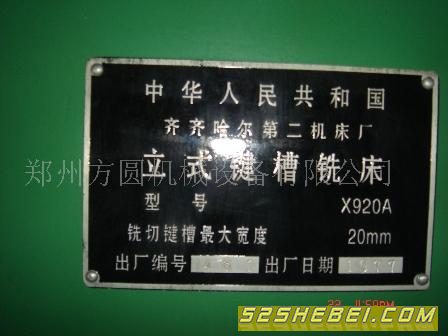 中华人民共和国
齐齐哈尔第二机床厂
立式键槽铣床
型号 X920A
铣切键槽最大宽度 20mm
出厂编号 出厂日期
郑州方圆机械设备有限公司
52SHEBEI.COM